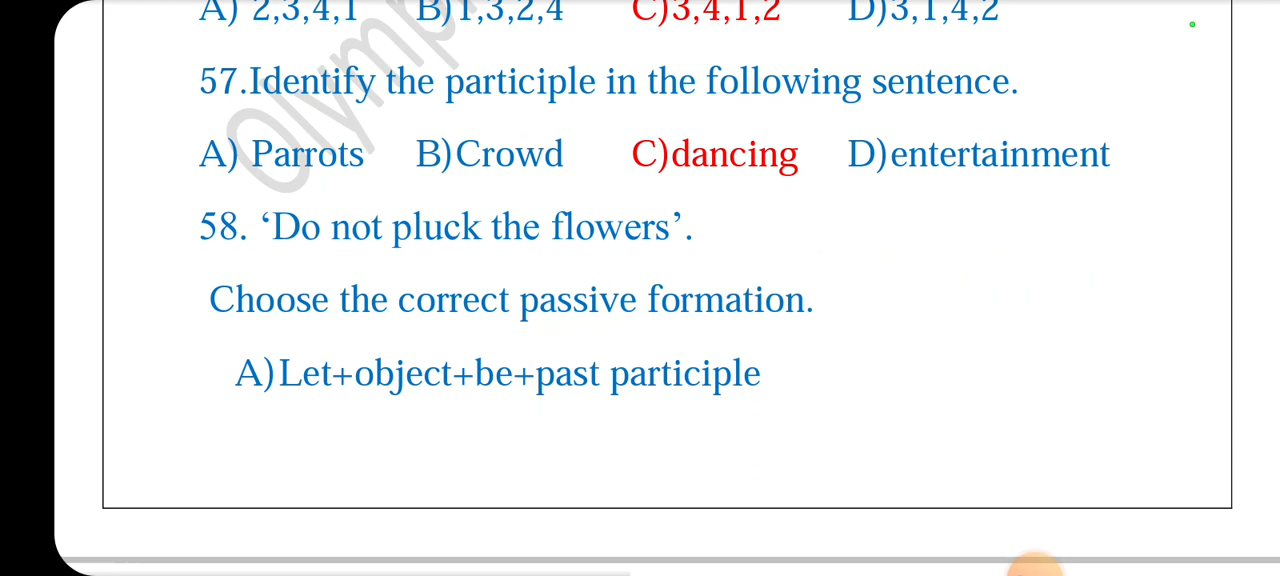 A) 2,3,4,1 B)1,3,2,4 C)3,4,1,2 D)3,1,4,2
57.Identify the participle in the following sentence.
A) Parrots B)Crowd C)dancing D)entertainment
58. ‘Do not pluck the flowers’.
Choose the correct passive formation.
A)Let+object+be+past participle
Olymp